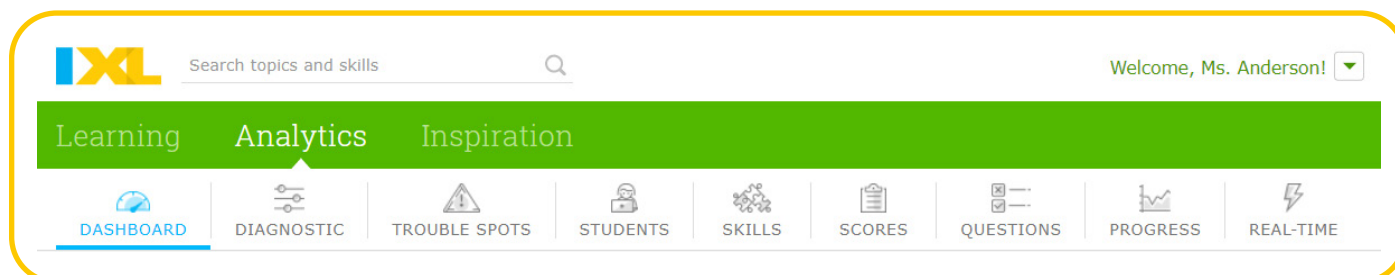 IXL Search topics and skills Welcome, Ms. Anderson!
Learning Analytics Inspiration
DASHBOARD DIAGNOSTIC TROUBLE SPOTS STUDENTS SKILLS SCORES QUESTIONS PROGRESS REAL-TIME